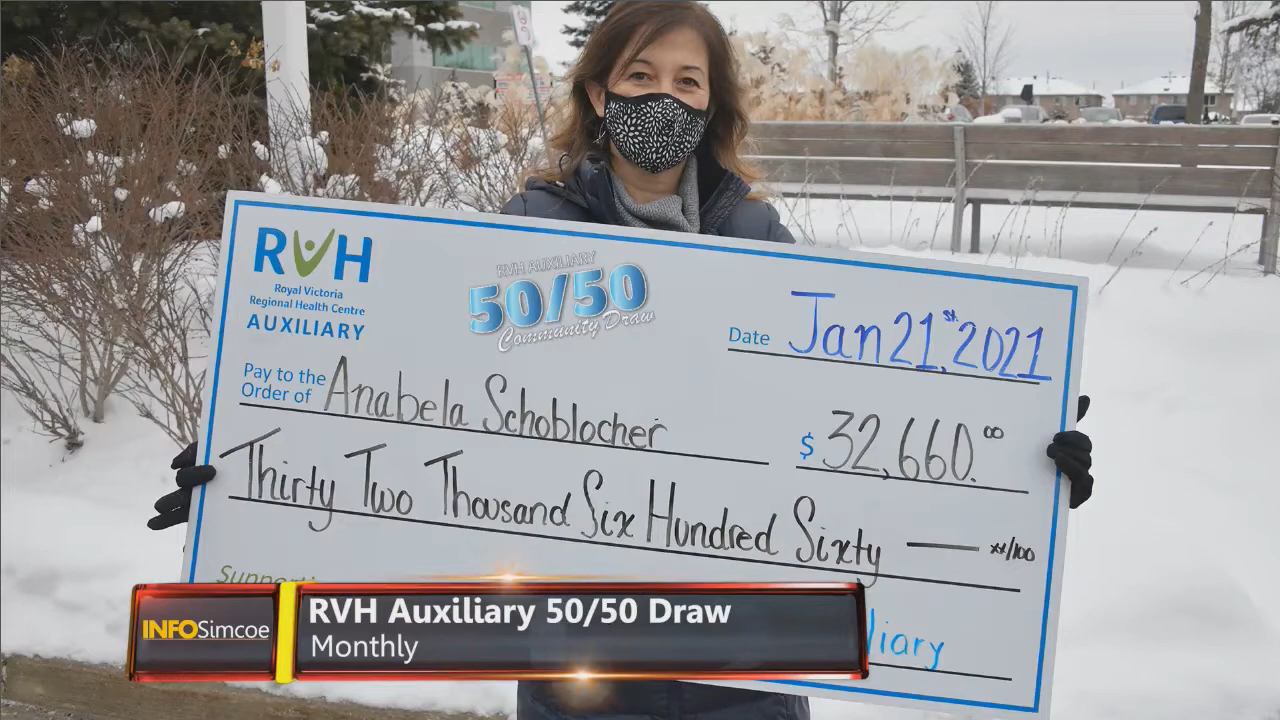 RVH
Royal Victoria
Regional Health Centre
AUXILIARY
RVH AUXILIARY
50/50
Community Draw
Date Jan 21st, 2021
Pay to the
Order of Anabela Schoblocher
$ 32,660.00
Thirty Two Thousand Six Hundred Sixty — xx/100
INFOSimcoe
RVH Auxiliary 50/50 Draw
Monthly